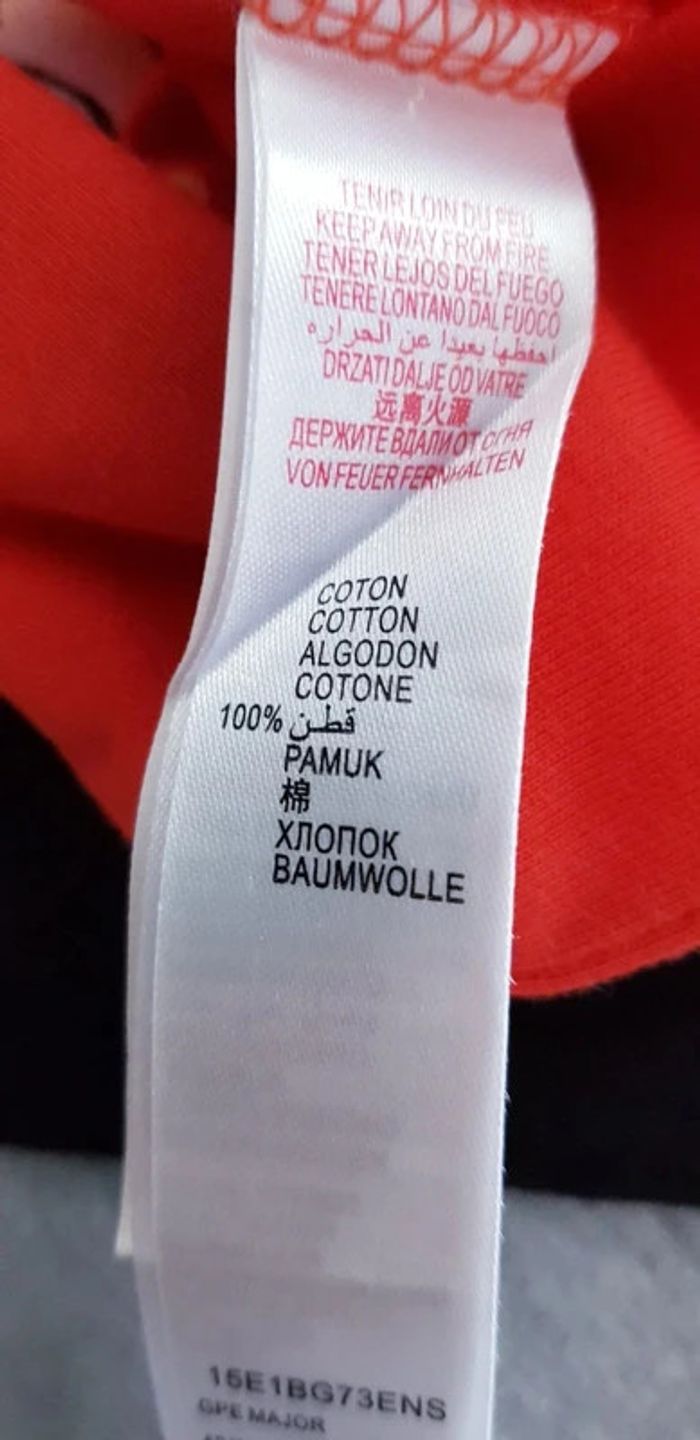 TENIR LOIN DU FEU
KEEP AWAY FROM FIRE
TENER LEJOS DEL FUEGO
TENERE LONTANO DAL FUOCO
احفظها بعيدا عن الحراره
DRZATI DALJE OD VATRE
远离火源
ДЕРЖИТЕ ВДАЛИ ОТ ОГНЯ
VON FEUER FERNHALTEN
COTON
COTTON
ALGODON
COTONE
100% قطن
PAMUK
棉
ХЛОПОК
BAUMWOLLE
15E1BG73ENS
GPE MAJOR